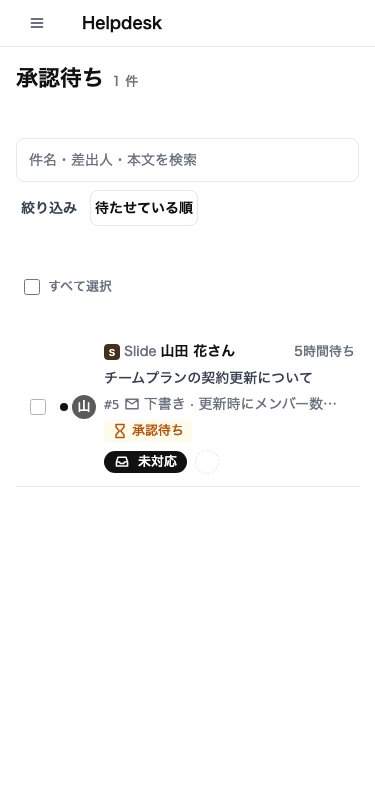 Helpdesk
承認待ち 1 件
件名・差出人・本文を検索
絞り込み 待たせている順
すべて選択
S Slide 山田 花さん 5時間待ち
チームプランの契約更新について
山 #5 下書き · 更新時にメンバー数…
承認待ち
未対応